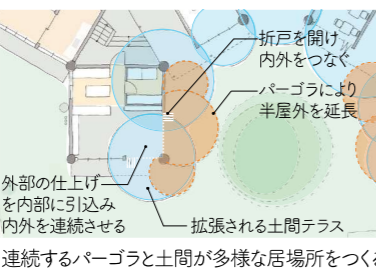 折戸を開け
内外をつなぐ
パーゴラにより
半屋外を延長
外部の仕上げ
を内部に引込み
内外を連続させる
拡張される土間テラス
連続するパーゴラと土間が多様な居場所をつくる